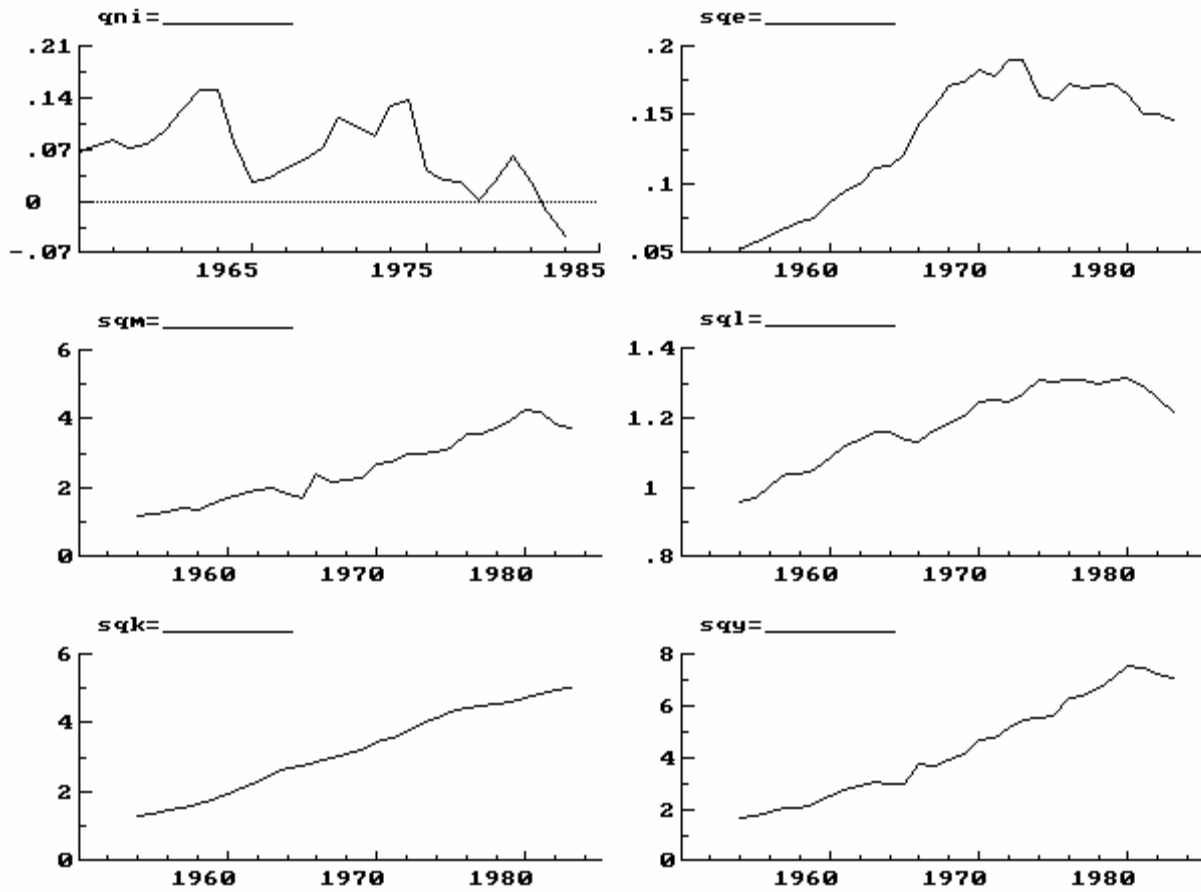 qni=__________ sqe=__________
.21 .2
.14 .15
.07 .1
0
-.07 .05
1965 1975 1985 1960 1970 1980
sqm=__________ sql=__________
6 1.4
4 1.2
2 1
0 .8
1960 1970 1980 1960 1970 1980
sqk=__________ sqy=__________
6 8
4 6
2 4
0 2
0
1960 1970 1980 1960 1970 1980